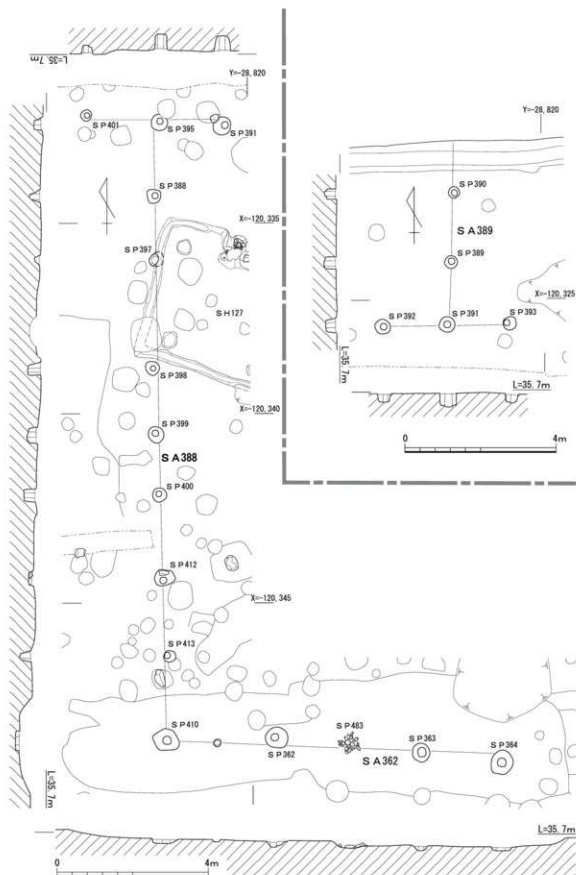 L=35.7m
Y=-28,820
SP401
SP395
SP391
SP388
X=-120,335
SP397
SH127
SP398
X=-120,340
SP399
SA388
SP400
SP412
X=-120,345
SP413
SP410
SP362
SP483
SP363
SP364
SA362
L=35.7m
L=35.7m
0 4m
Y=-28,820
SP390
SA389
SP389
X=-120,325
SP392
SP391
SP393
L=35.7m
L=35.7m
0 4m